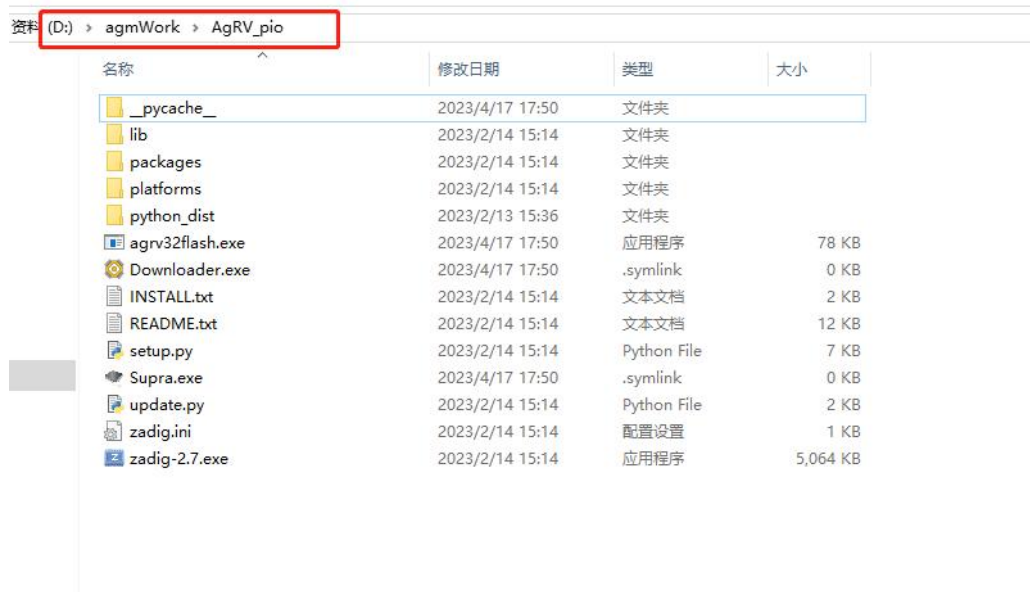 资料 (D:) › agmWork › AgRV_pio
名称 修改日期 类型 大小
__pycache__ 2023/4/17 17:50 文件夹
lib 2023/2/14 15:14 文件夹
packages 2023/2/14 15:14 文件夹
platforms 2023/2/14 15:14 文件夹
python_dist 2023/2/13 15:36 文件夹
agrv32flash.exe 2023/4/17 17:50 应用程序 78 KB
Downloader.exe 2023/4/17 17:50 .symlink 0 KB
INSTALL.txt 2023/2/14 15:14 文本文档 2 KB
README.txt 2023/2/14 15:14 文本文档 12 KB
setup.py 2023/2/14 15:14 Python File 7 KB
Supra.exe 2023/4/17 17:50 .symlink 0 KB
update.py 2023/2/14 15:14 Python File 2 KB
zadig.ini 2023/2/14 15:14 配置设置 1 KB
zadig-2.7.exe 2023/2/14 15:14 应用程序 5,064 KB